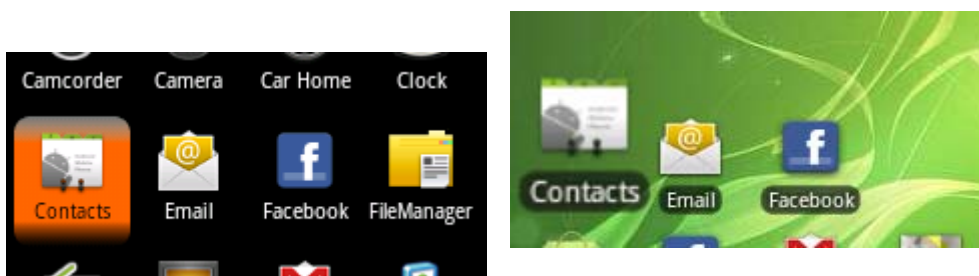 Camcorder Camera Car Home Clock
Contacts Email Facebook FileManager
Contacts Email Facebook